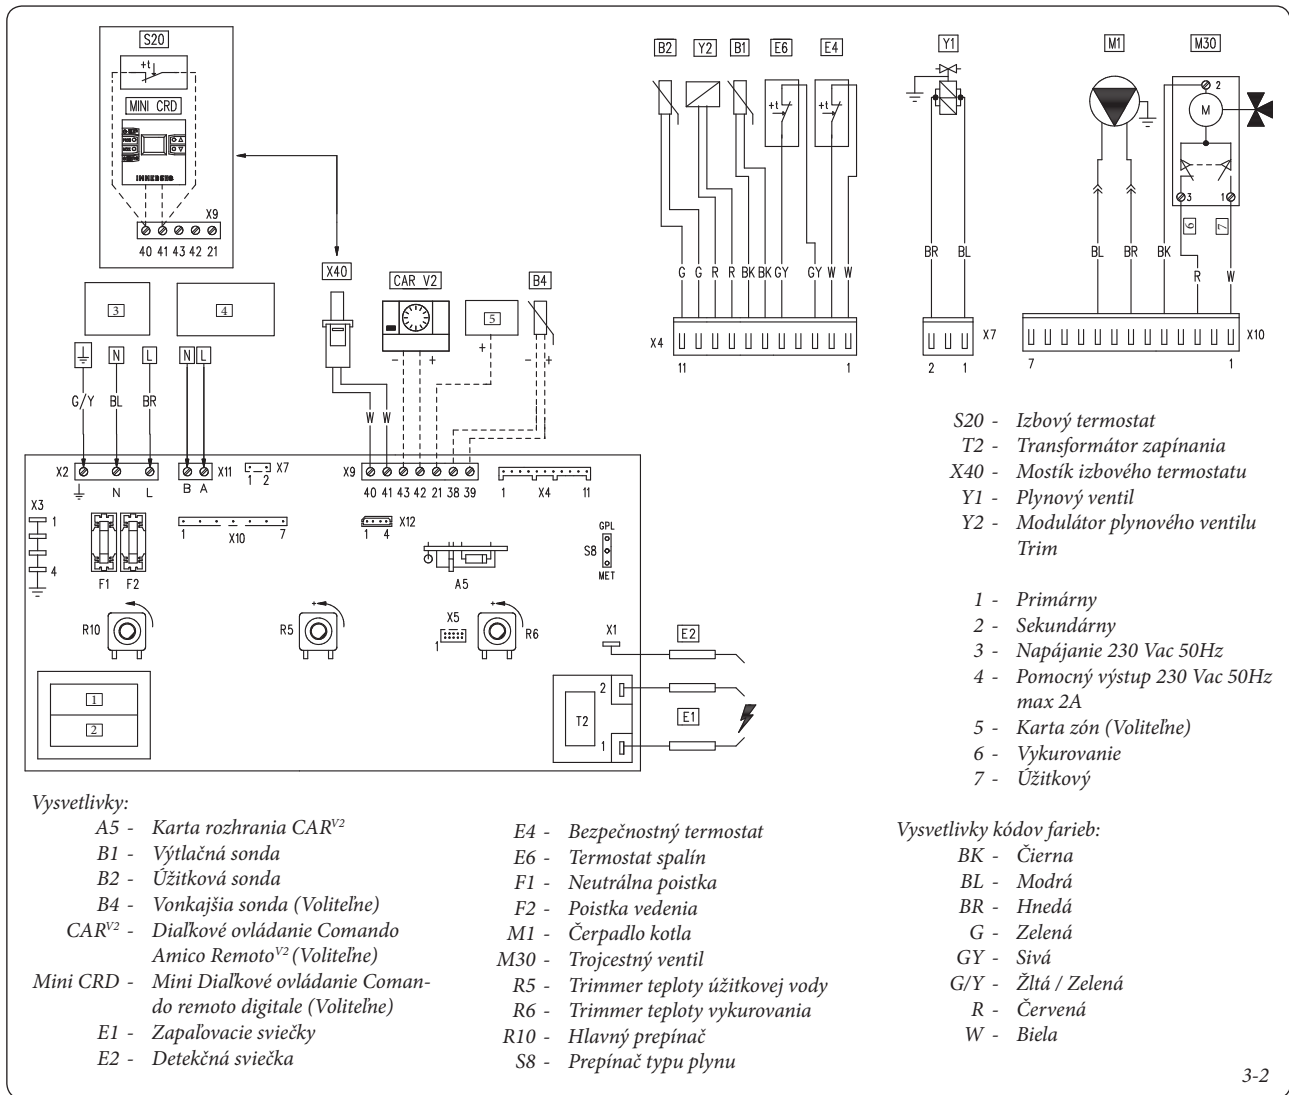 S20
+t
MINI CRD
IMMERGAS
X9
40 41 43 42 21
B2 Y2 B1 E6 E4
+t +t
G G R R BK BK GY GY W W
X4
11 1
Y1
BR BL
X7
2 1
M1 M30
2
M
3 1
6 7
BL BR BK
R W
X10
7 1
3 4
N L N L
G/Y BL BR
X40
CAR V2
5
B4
- + + - +
W W
X2
N L
X11
B A
X7
1 2
X9
40 41 43 42 21 38 39
1 X4 11
X3
1
4
F1 F2
1 X10 7
X12
1 4
A5
GPL
S8
MET
R10
+
R5
X5
1
+
R6
X1
E2
2
T2
E1
1
1
2
S20 - Izbový termostat
T2 - Transformátor zapínania
X40 - Mostík izbového termostatu
Y1 - Plynový ventil
Y2 - Modulátor plynového ventilu
Trim
1 - Primárny
2 - Sekundárny
3 - Napájanie 230 Vac 50Hz
4 - Pomocný výstup 230 Vac 50Hz
max 2A
5 - Karta zón (Voliteľne)
6 - Vykurovanie
7 - Úžitkový
Vysvetlivky:
A5 - Karta rozhrania CARV2
B1 - Výtlačná sonda
B2 - Úžitková sonda
B4 - Vonkajšia sonda (Voliteľne)
CARV2 - Diaľkové ovládanie Comando
Amico RemotoV2 (Voliteľne)
Mini CRD - Mini Diaľkové ovládanie Coman-
do remoto digitale (Voliteľne)
E1 - Zapaľovacie sviečky
E2 - Detekčná sviečka
E4 - Bezpečnostný termostat
E6 - Termostat spalín
F1 - Neutrálna poistka
F2 - Poistka vedenia
M1 - Čerpadlo kotla
M30 - Trojcestný ventil
R5 - Trimmer teploty úžitkovej vody
R6 - Trimmer teploty vykurovania
R10 - Hlavný prepínač
S8 - Prepínač typu plynu
Vysvetlivky kódov farieb:
BK - Čierna
BL - Modrá
BR - Hnedá
G - Zelená
GY - Sivá
G/Y - Žltá / Zelená
R - Červená
W - Biela
3-2